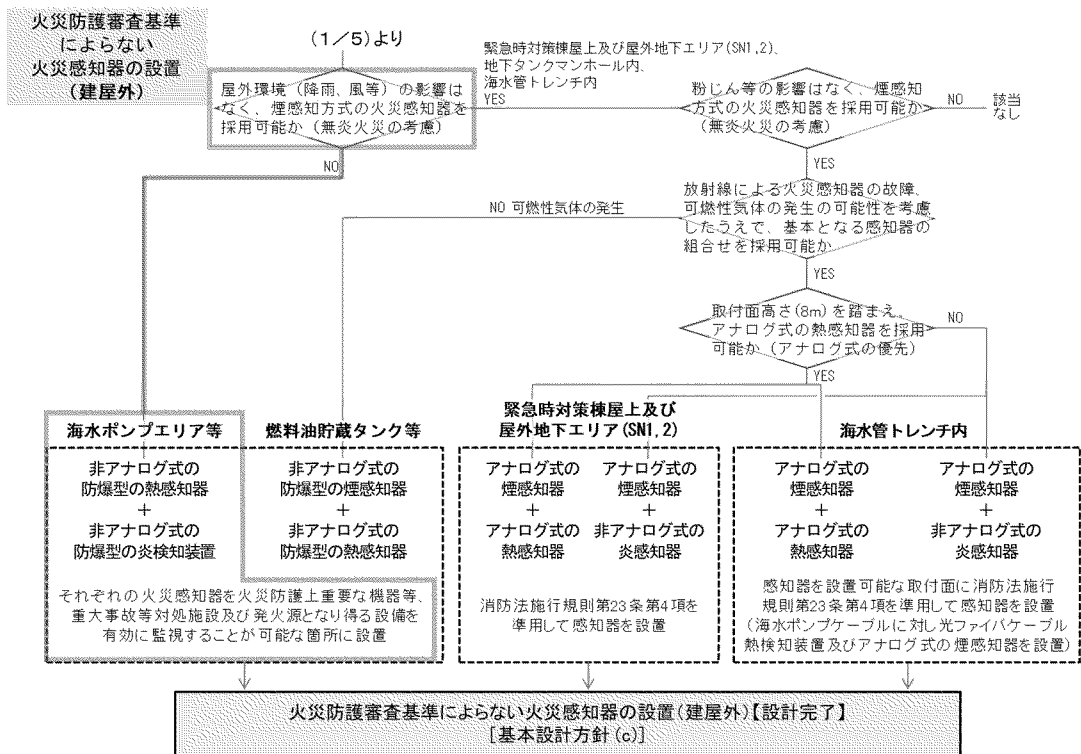 火災防護審査基準
によらない
火災感知器の設置
(建屋外)
(1/5)より
緊急時対策棟屋上及び屋外地下エリア(SN1,2)、
地下タンクマンホール内、
海水管トレンチ内
屋外環境(降雨、風等)の影響は
なく、煙感知方式の火災感知器を
採用可能か(無炎火災の考慮)
YES
粉じん等の影響はなく、煙感知
方式の火災感知器を採用可能か
(無炎火災の考慮)
NO
該当
なし
NO
YES
放射線による火災感知器の故障、
可燃性気体の発生の可能性を考慮
したうえで、基本となる感知器の
組合せを採用可能か
NO 可燃性気体の発生
YES
取付面高さ(8m)を踏まえ、
アナログ式の熱感知器を採用
可能か(アナログ式の優先)
NO
YES
海水ポンプエリア等
非アナログ式の
防爆型の熱感知器
+
非アナログ式の
防爆型の炎検知装置
燃料油貯蔵タンク等
非アナログ式の
防爆型の煙感知器
+
非アナログ式の
防爆型の熱感知器
それぞれの火災感知器を火災防護上重要な機器等、
重大事故等対処施設及び発火源となり得る設備を
有効に監視することが可能な箇所に設置
緊急時対策棟屋上及び
屋外地下エリア(SN1,2)
アナログ式の
煙感知器
+
アナログ式の
熱感知器
アナログ式の
煙感知器
+
非アナログ式の
炎感知器
消防法施行規則第23条第4項を
準用して感知器を設置
海水管トレンチ内
アナログ式の
煙感知器
+
アナログ式の
熱感知器
アナログ式の
煙感知器
+
非アナログ式の
炎感知器
感知器を設置可能な取付面に消防法施行
規則第23条第4項を準用して感知器を設置
(海水ポンプケーブルに対し光ファイバケーブル
熱検知装置及びアナログ式の煙感知器を設置)
火災防護審査基準によらない火災感知器の設置(建屋外)【設計完了】
[基本設計方針(c)]